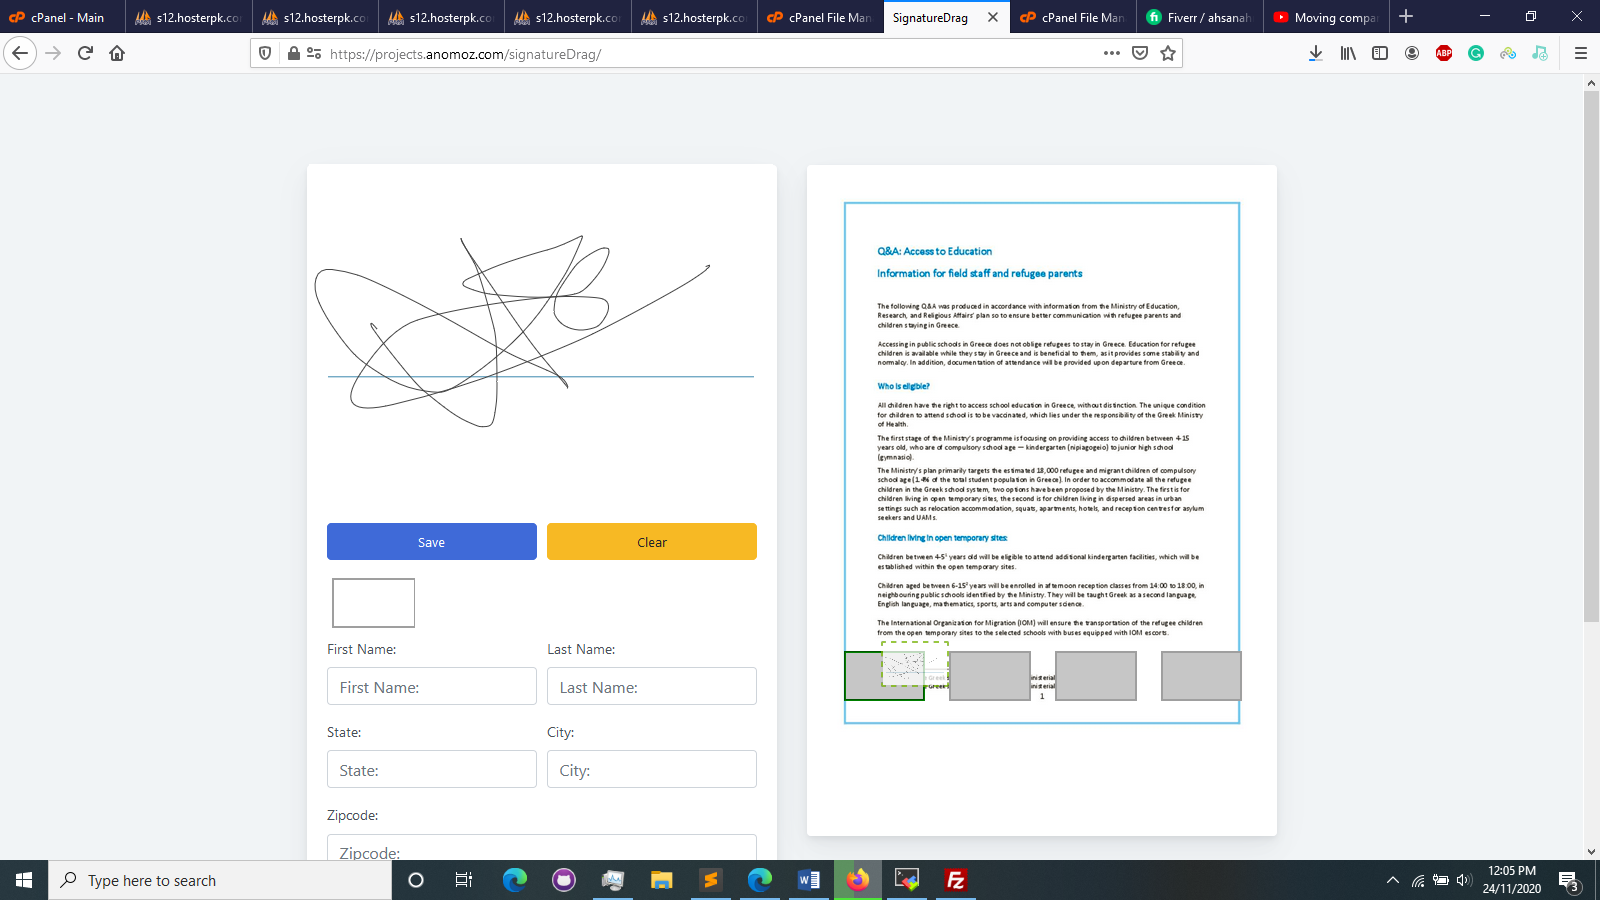 cPanel - Main
s12.hosterpk.co
s12.hosterpk.co
s12.hosterpk.co
s12.hosterpk.co
s12.hosterpk.co
cPanel File Man
SignatureDrag
cPanel File Man
Fiverr / ahsanah
Moving compa
https://projects.anomoz.com/signatureDrag/
ABP
Save
Clear
First Name:
Last Name:
First Name:
Last Name:
State:
City:
State:
City:
Zipcode:
Zipcode:
Q&A: Access to Education
Information for field staff and refugee parents
The following Q&A was produced in accordance with information from the Ministry of Education,
Research, and Religious Affairs' plan so to ensure better communication with refugee parents and
children staying in Greece.
Accessing in public schools in Greece does not oblige refugees to stay in Greece. Education for refugee
children is available while they stay in Greece and is beneficial to them, as it provides some stability and
normalcy. In addition, documentation of attendance will be provided upon departure from Greece.
Who is eligible?
All children have the right to access school education in Greece, without distinction. The unique condition
for children to attend school is to be vaccinated, which lies under the responsibility of the Greek Ministry
of Health.
The first stage of the Ministry's programme is focusing on providing access to children between 4-15
years old, who are of compulsory school age — kindergarten (nipiagogeio) to junior high school
(gymnasio).
The Ministry's plan primarily targets the estimated 18,000 refugee and migrant children of compulsory
school age (1.4% of the total student population in Greece). In order to accommodate all the refugee
children in the Greek school system, two options have been proposed by the Ministry. The first is for
children living in open temporary sites, the second is for children living in dispersed areas in urban
settings such as relocation accommodation, squats, apartments, hotels, and reception centres for asylum
seekers and UAMs.
Children living in open temporary sites:
Children between 4-5¹ years old will be eligible to attend additional kindergarten facilities, which will be
established within the open temporary sites.
Children aged between 6-15² years will be enrolled in afternoon reception classes from 14:00 to 18:00, in
neighbouring public schools identified by the Ministry. They will be taught Greek as a second language,
English language, mathematics, sports, arts and computer science.
The International Organization for Migration (IOM) will ensure the transportation of the refugee children
from the open temporary sites to the selected schools with buses equipped with IOM escorts.
Greek
inisterial
Greek
inisterial
1
Type here to search
12:05 PM
24/11/2020
3